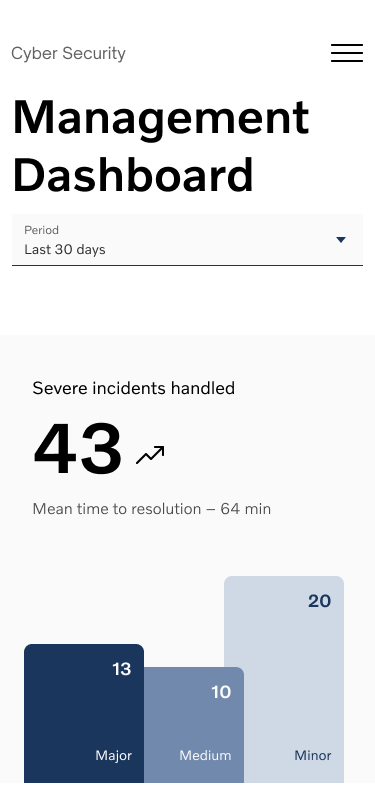 Cyber Security
Management
Dashboard
Period
Last 30 days
Severe incidents handled
43
Mean time to resolution – 64 min
20
13
10
Major
Medium
Minor